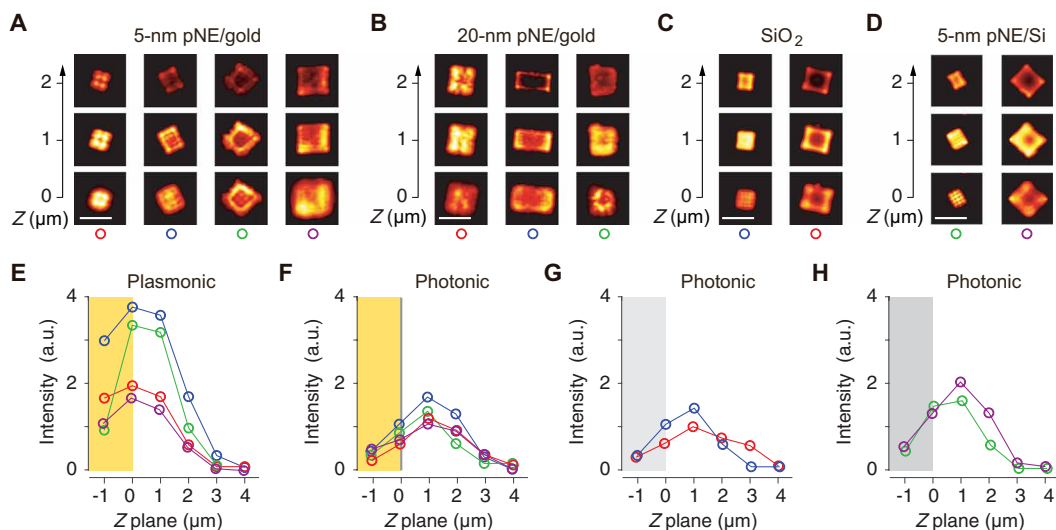 A
5-nm pNE/gold
2
1
0
Z (μm)
B
20-nm pNE/gold
2
1
0
Z (μm)
C
SiO2
2
1
0
Z (μm)
D
5-nm pNE/Si
2
1
0
Z (μm)
E
Plasmonic
4
2
0
Intensity (a.u.)
-1 0 1 2 3 4
Z plane (μm)
F
Photonic
4
2
0
Intensity (a.u.)
-1 0 1 2 3 4
Z plane (μm)
G
Photonic
4
2
0
Intensity (a.u.)
-1 0 1 2 3 4
Z plane (μm)
H
Photonic
4
2
0
Intensity (a.u.)
-1 0 1 2 3 4
Z plane (μm)